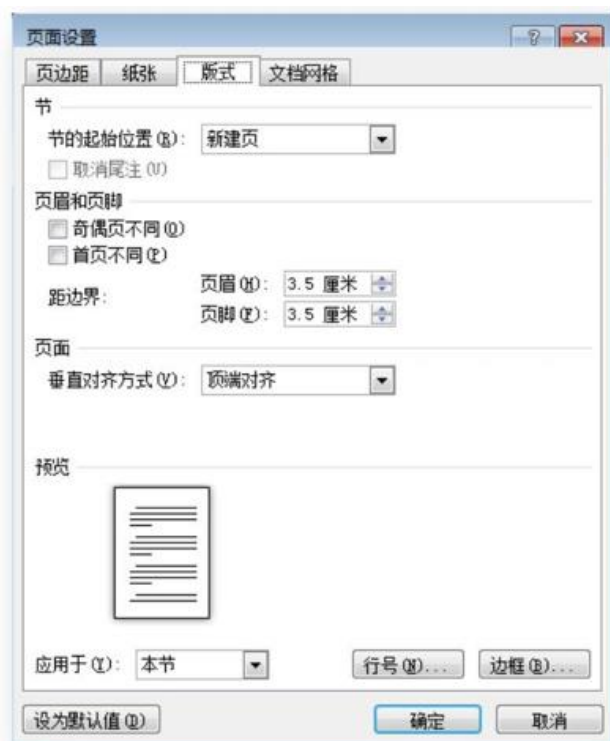 页面设置
页边距 纸张 版式 文档网格
节
节的起始位置(R): 新建页
取消尾注(U)
页眉和页脚
奇偶页不同(O)
首页不同(P)
距边界: 页眉(H): 3.5 厘米
页脚(F): 3.5 厘米
页面
垂直对齐方式(V): 顶端对齐
预览
应用于(Y): 本节 行号(N)... 边框(B)...
设为默认值(D) 确定 取消